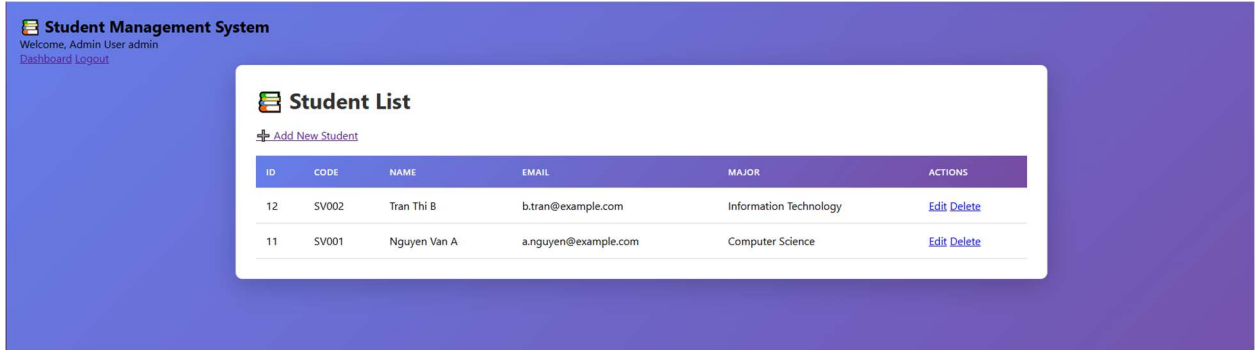 Student Management System
Welcome, Admin User admin
Dashboard Logout
Student List
Add New Student
ID CODE NAME EMAIL MAJOR ACTIONS
12 SV002 Tran Thi B b.tran@example.com Information Technology Edit Delete
11 SV001 Nguyen Van A a.nguyen@example.com Computer Science Edit Delete